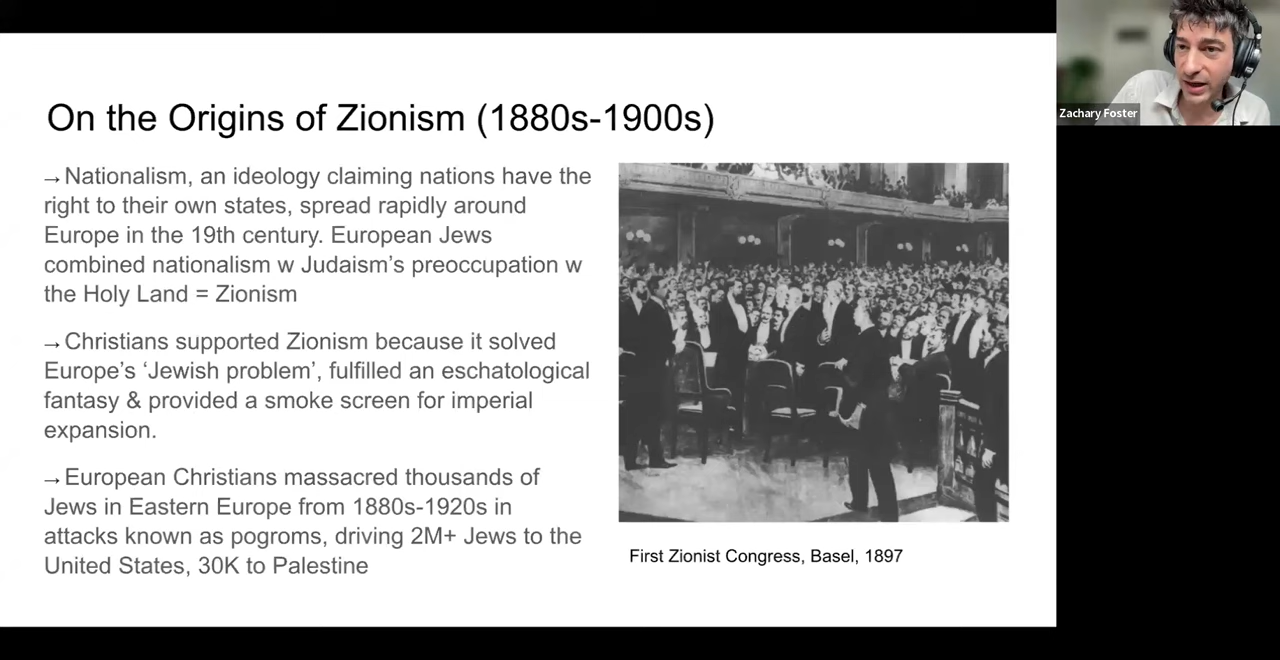 On the Origins of Zionism (1880s-1900s)
→Nationalism, an ideology claiming nations have the
right to their own states, spread rapidly around
Europe in the 19th century. European Jews
combined nationalism w Judaism's preoccupation w
the Holy Land = Zionism
→Christians supported Zionism because it solved
Europe's 'Jewish problem', fulfilled an eschatological
fantasy & provided a smoke screen for imperial
expansion.
→European Christians massacred thousands of
Jews in Eastern Europe from 1880s-1920s in
attacks known as pogroms, driving 2M+ Jews to the
United States, 30K to Palestine
First Zionist Congress, Basel, 1897
Zachary Foster